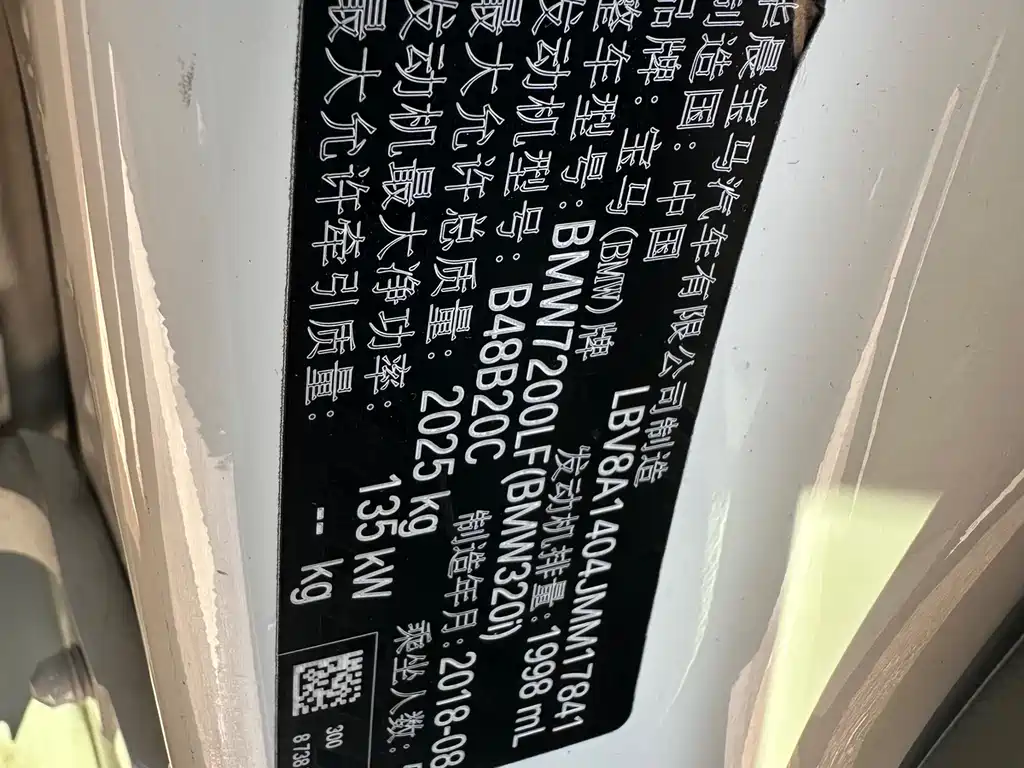 华晨宝马汽车有限公司制造
制造国:中国 LBV8A1404JMM17841
品牌:宝马(BMW)牌 发动机排量:1998 mL
整车型号:BMW7200LF(BMW320i)
发动机型号: B48B20C 制造年月:2018-08
最大允许总质量: 2025 kg 乘坐人数:
发动机最大净功率: 135 kW
最大允许牵引质量: -- kg
300
8 738